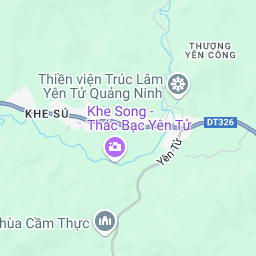 THƯỢNG
YÊN CÔNG
Thiền viện Trúc Lâm
Yên Tử Quảng Ninh
KHE SÚ
Khe Song -
Thác Bạc Yên Tử
DT326
Yên Tử
hùa Cầm Thực